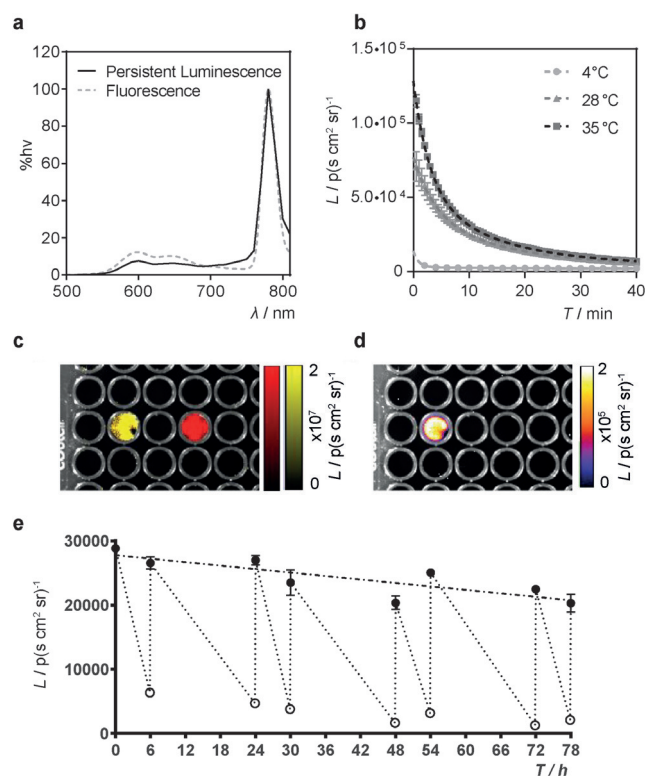 a
120
100
80
60
40
20
0
%hv
Persistent Luminescence
Fluorescence
500 600 700 800
λ / nm
b
1.5•10⁵
1.0•10⁵
5.0•10⁴
0
L / p(s cm² sr)⁻¹
4°C
28°C
35°C
0 10 20 30 40
T / min
c
2
0
x10⁷
L / p(s cm² sr)⁻¹
d
2
0
x10⁵
L / p(s cm² sr)⁻¹
e
30000
20000
10000
0
L / p(s cm² sr)⁻¹
0 6 12 18 24 30 36 42 48 54 60 66 72 78
T / h